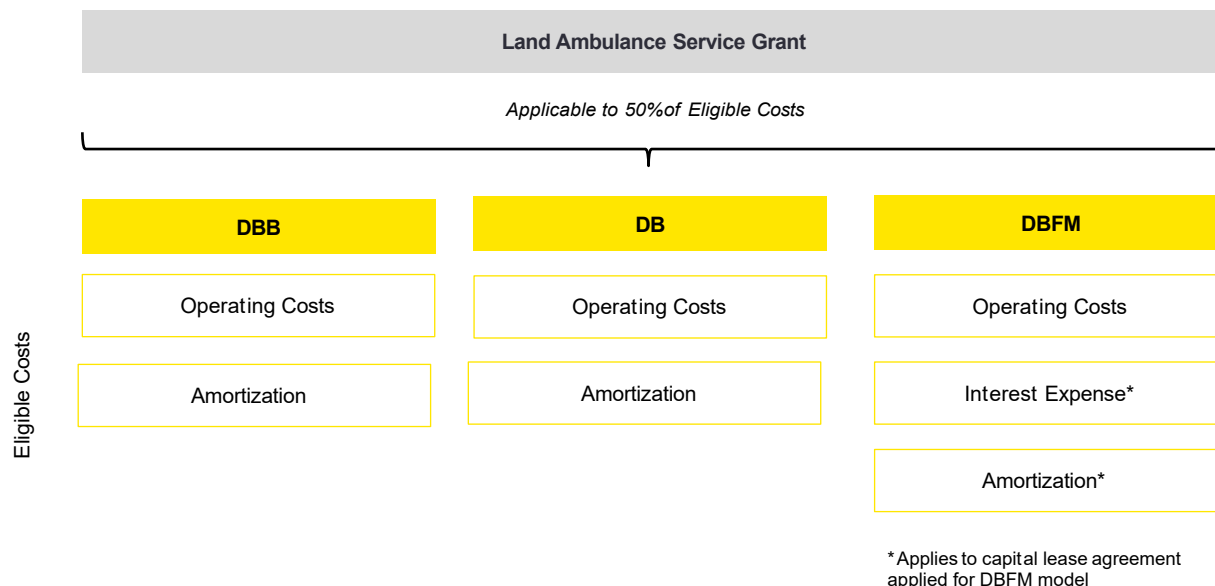 Land Ambulance Service Grant
Applicable to 50%of Eligible Costs
DBB
DB
DBFM
Eligible Costs
Operating Costs
Operating Costs
Operating Costs
Amortization
Amortization
Interest Expense*
Amortization*
*Applies to capital lease agreement
applied for DBFM model